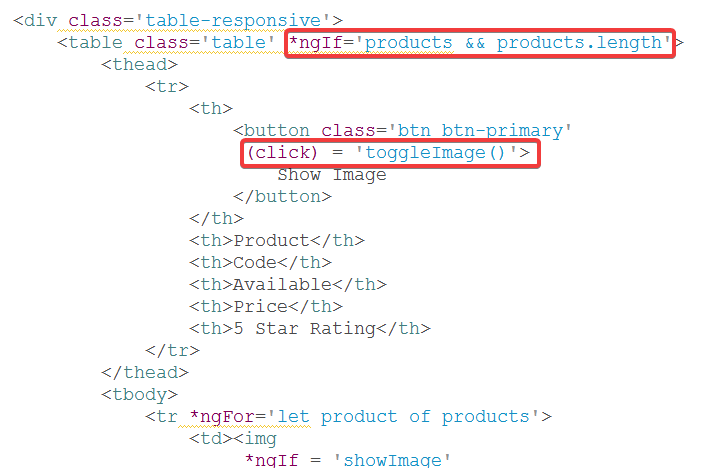 <div class='table-responsive'>
<table class='table' *ngIf='products && products.length'>
<thead>
<tr>
<th>
<button class='btn btn-primary'
(click) = 'toggleImage()'>
Show Image
</button>
</th>
<th>Product</th>
<th>Code</th>
<th>Available</th>
<th>Price</th>
<th>5 Star Rating</th>
</tr>
</thead>
<tbody>
<tr *ngFor='let product of products'>
<td><img
*ngIf = 'showImage'